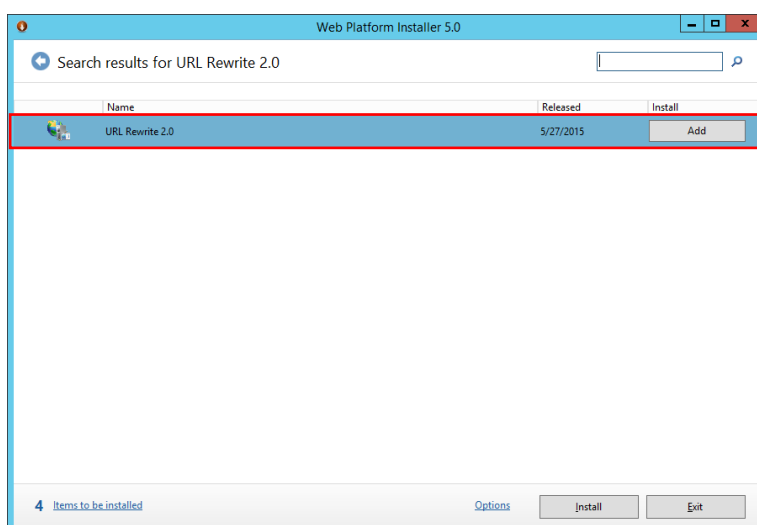 Web Platform Installer 5.0
Search results for URL Rewrite 2.0
Name Released Install
URL Rewrite 2.0 5/27/2015 Add
4 Items to be installed Options Install Exit